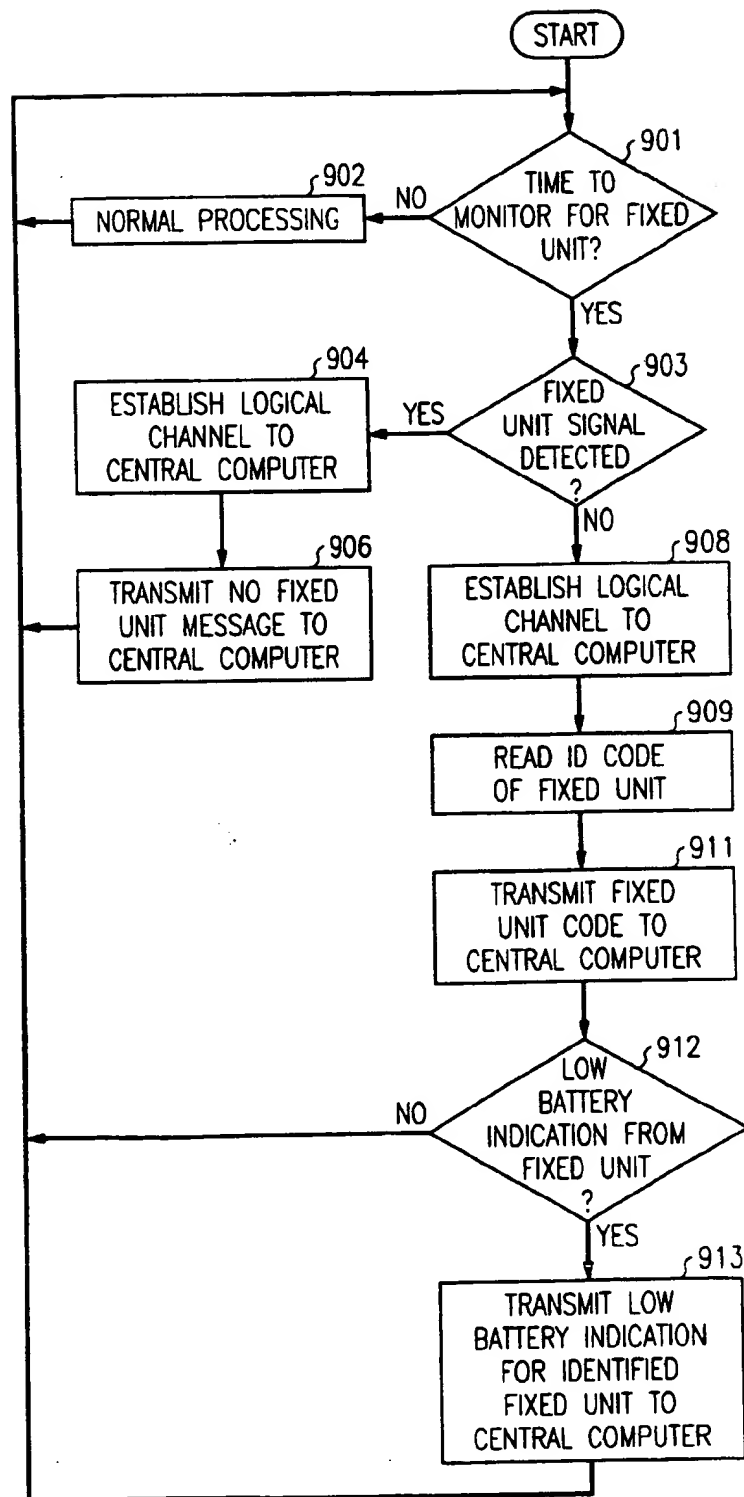 START
901
TIME TO
MONITOR FOR FIXED
UNIT?
NO
902
NORMAL PROCESSING
YES
903
FIXED
UNIT SIGNAL
DETECTED
?
YES
904
ESTABLISH LOGICAL
CHANNEL TO
CENTRAL COMPUTER
906
TRANSMIT NO FIXED
UNIT MESSAGE TO
CENTRAL COMPUTER
NO
908
ESTABLISH LOGICAL
CHANNEL TO
CENTRAL COMPUTER
909
READ ID CODE
OF FIXED UNIT
911
TRANSMIT FIXED
UNIT CODE TO
CENTRAL COMPUTER
912
LOW
BATTERY
INDICATION FROM
FIXED UNIT
?
NO
YES
913
TRANSMIT LOW
BATTERY INDICATION
FOR IDENTIFIED
FIXED UNIT TO
CENTRAL COMPUTER